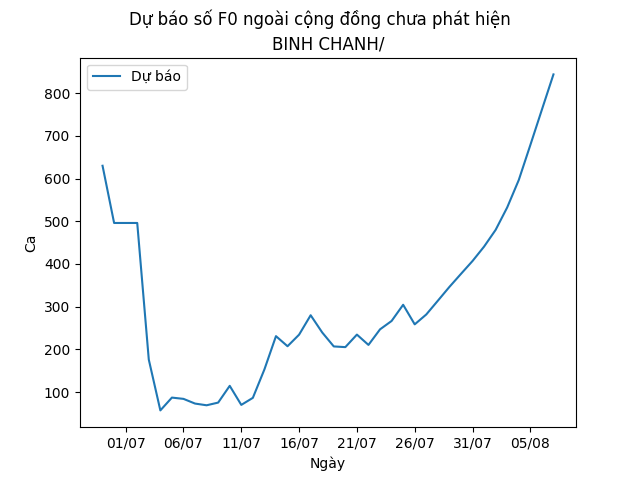 Dự báo số F0 ngoài cộng đồng chưa phát hiện
BINH CHANH/
Dự báo
800
700
600
500
400
300
200
100
Ca
01/07 06/07 11/07 16/07 21/07 26/07 31/07 05/08
Ngày